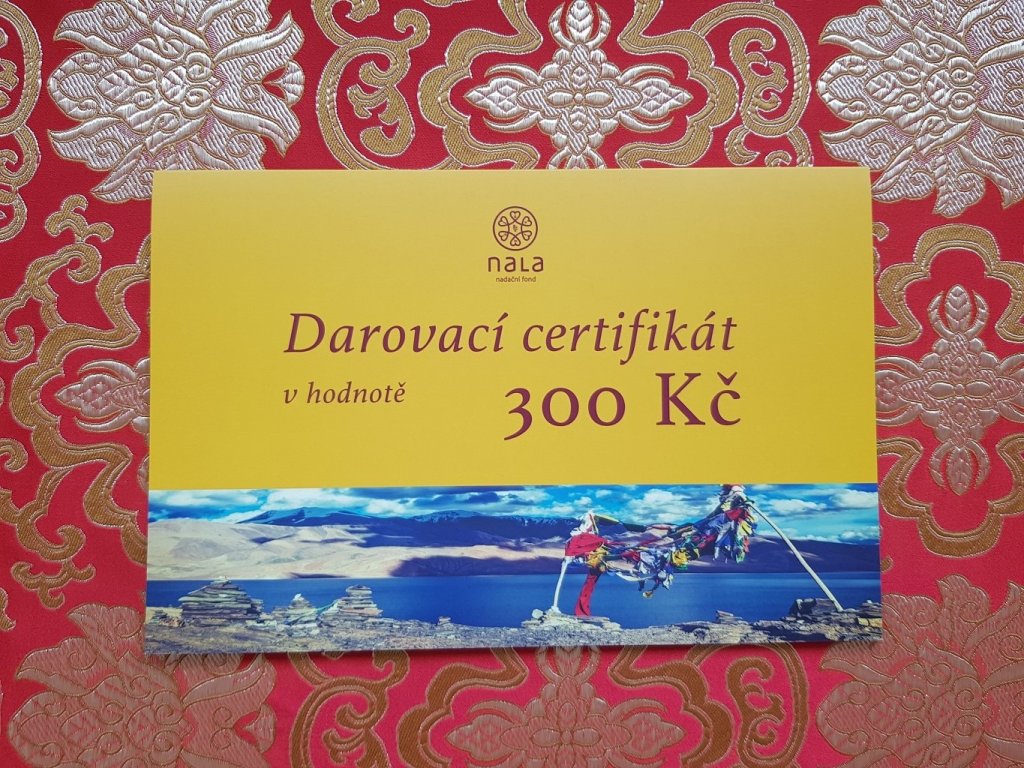 nala
nadační fond
Darovací certifikát
v hodnotě 300 Kč